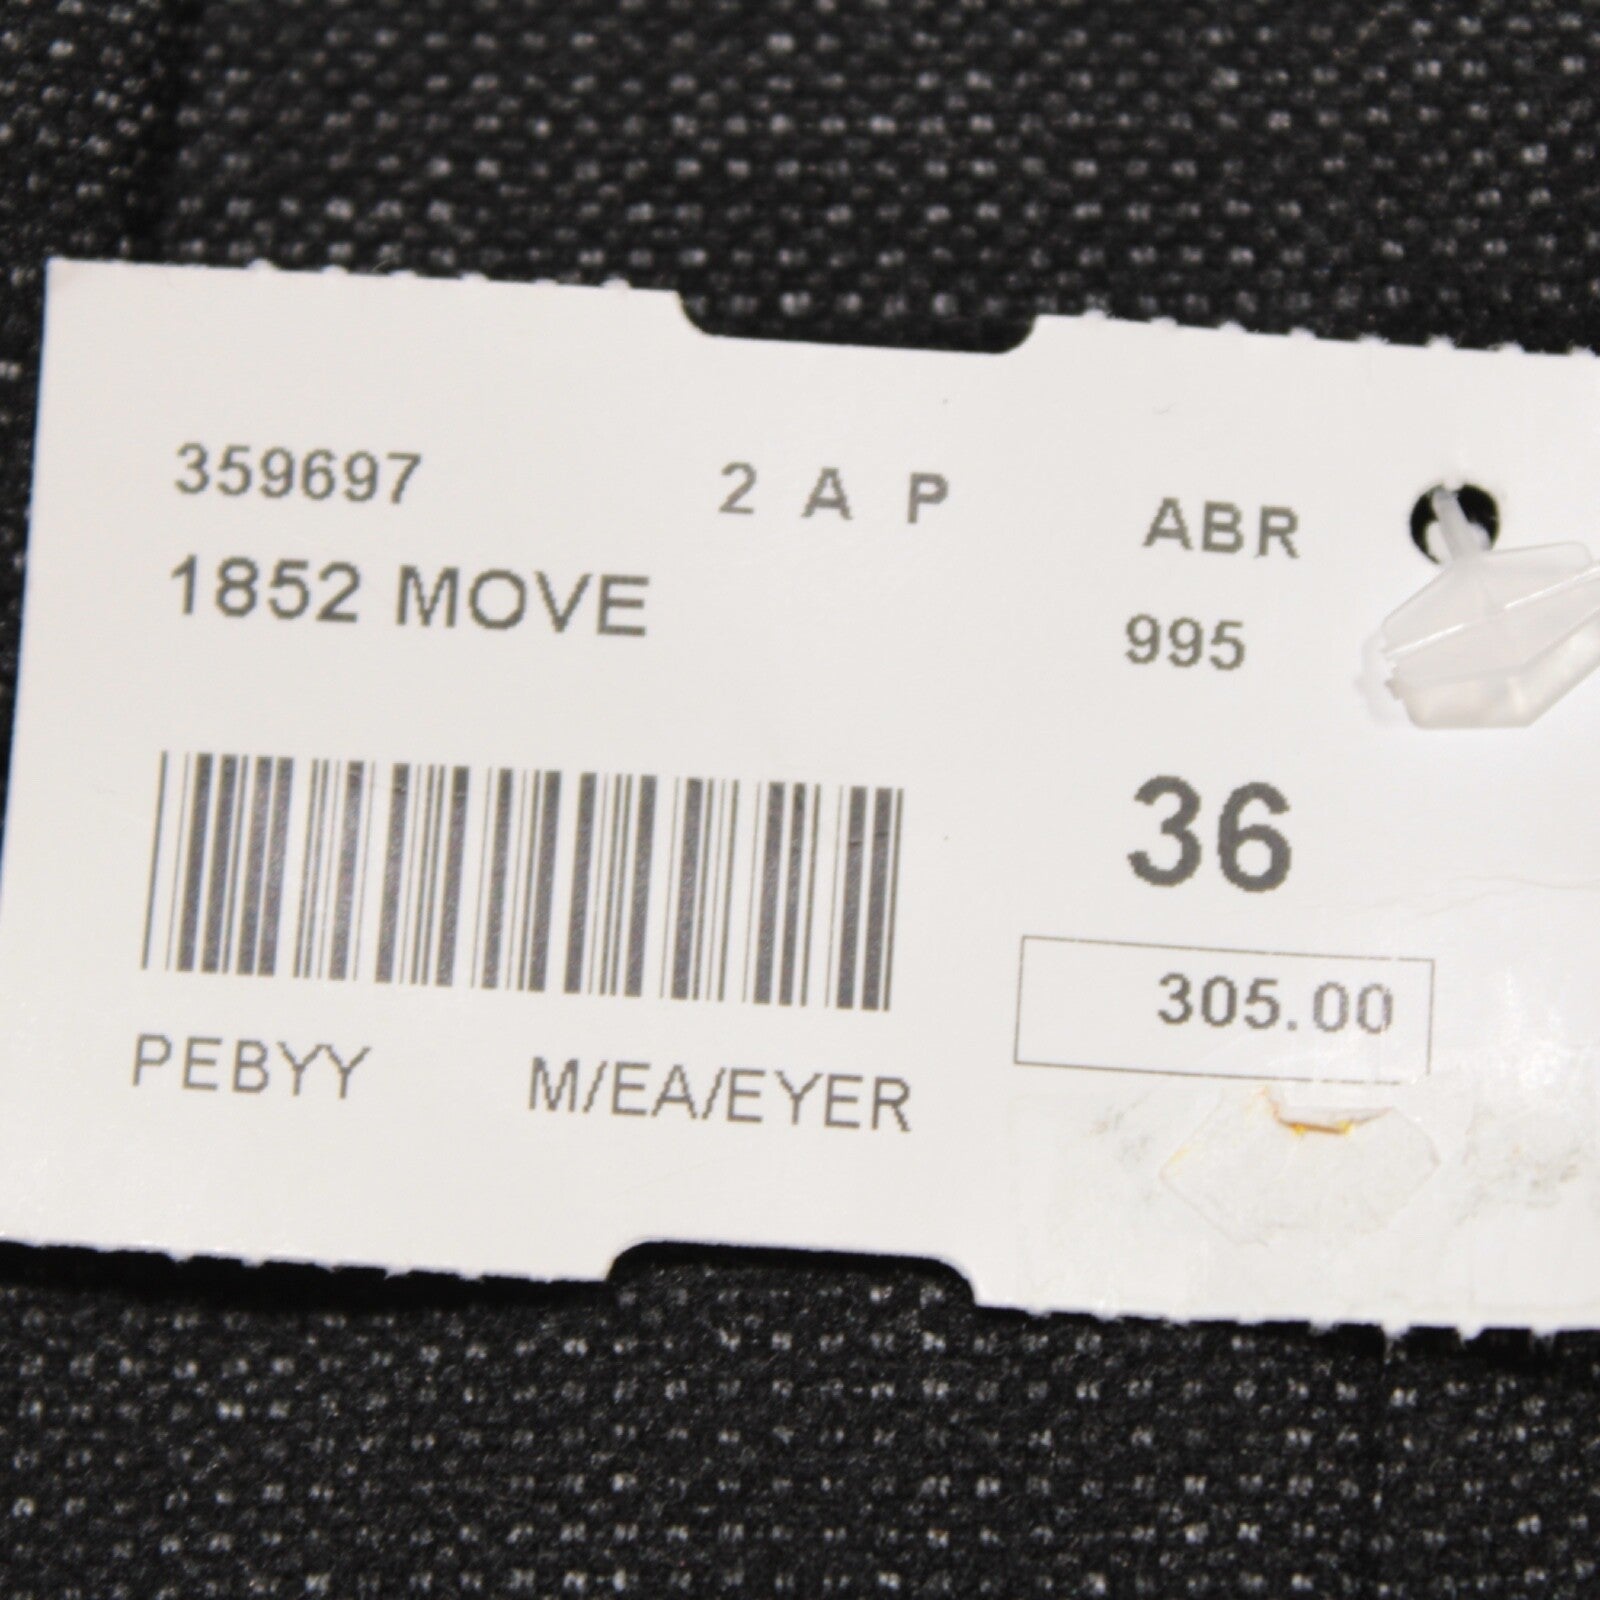 359697 2 A P ABR
1852 MOVE 995
36
305.00
PEBYY M/EA/EYER